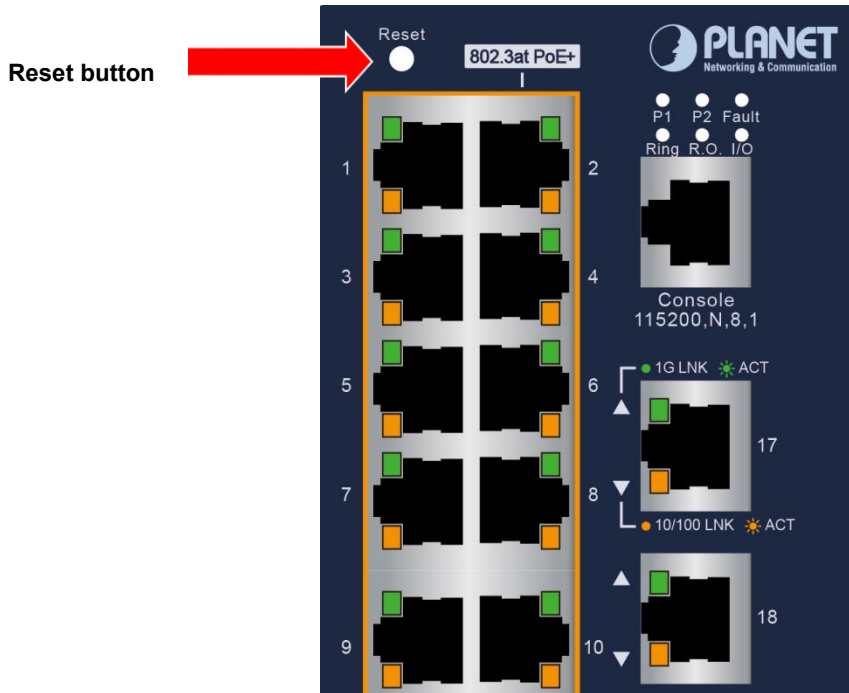 Reset button
Reset
802.3at PoE+
PLANET
Networking & Communication
P1 P2 Fault
Ring R.O. I/O
1
2
3
4
5
6
7
8
9
10
Console
115200,N,8,1
1G LNK ACT
17
10/100 LNK ACT
18